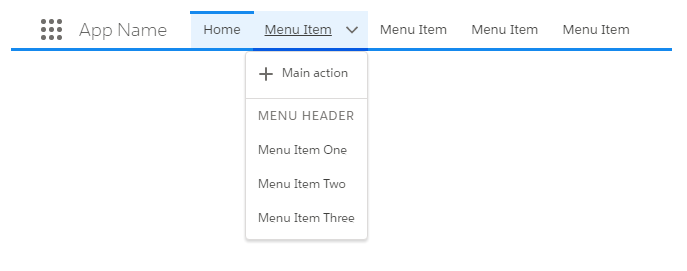 App Name Home Menu Item Menu Item Menu Item Menu Item
Main action
MENU HEADER
Menu Item One
Menu Item Two
Menu Item Three